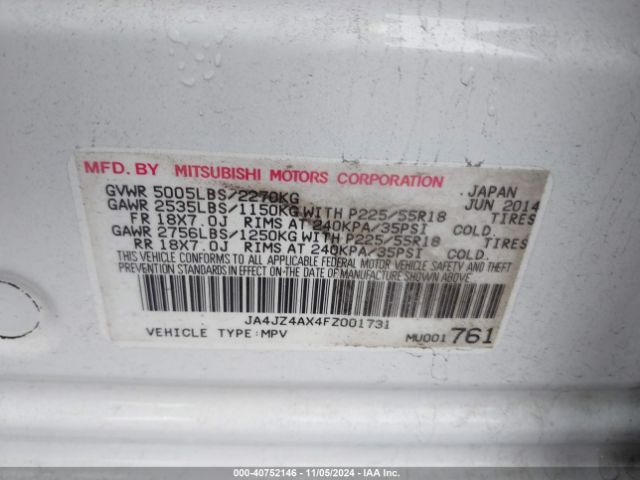 MFD. BY MITSUBISHI MOTORS CORPORATION JAPAN
GVWR 5005LBS/2270KG JUN 2014
GAWR 2535LBS/1150KG WITH P225/55R18 TIRES
FR 18X7.0J RIMS AT 240KPA/35PSI COLD.
GAWR 2756LBS/1250KG WITH P225/55R18 TIRES
RR 18X7.0J RIMS AT 240KPA/35PSI COLD.
THIS VEHICLE CONFORMS TO ALL APPLICABLE FEDERAL MOTOR VEHICLE SAFETY AND THEFT
PREVENTION STANDARDS IN EFFECT ON THE DATE OF MANUFACTURE SHOWN ABOVE.
JA4JZ4AX4FZ001731
VEHICLE TYPE:MPV MU001761
00-40752146 - 11/05/2024 - IAA Inc.